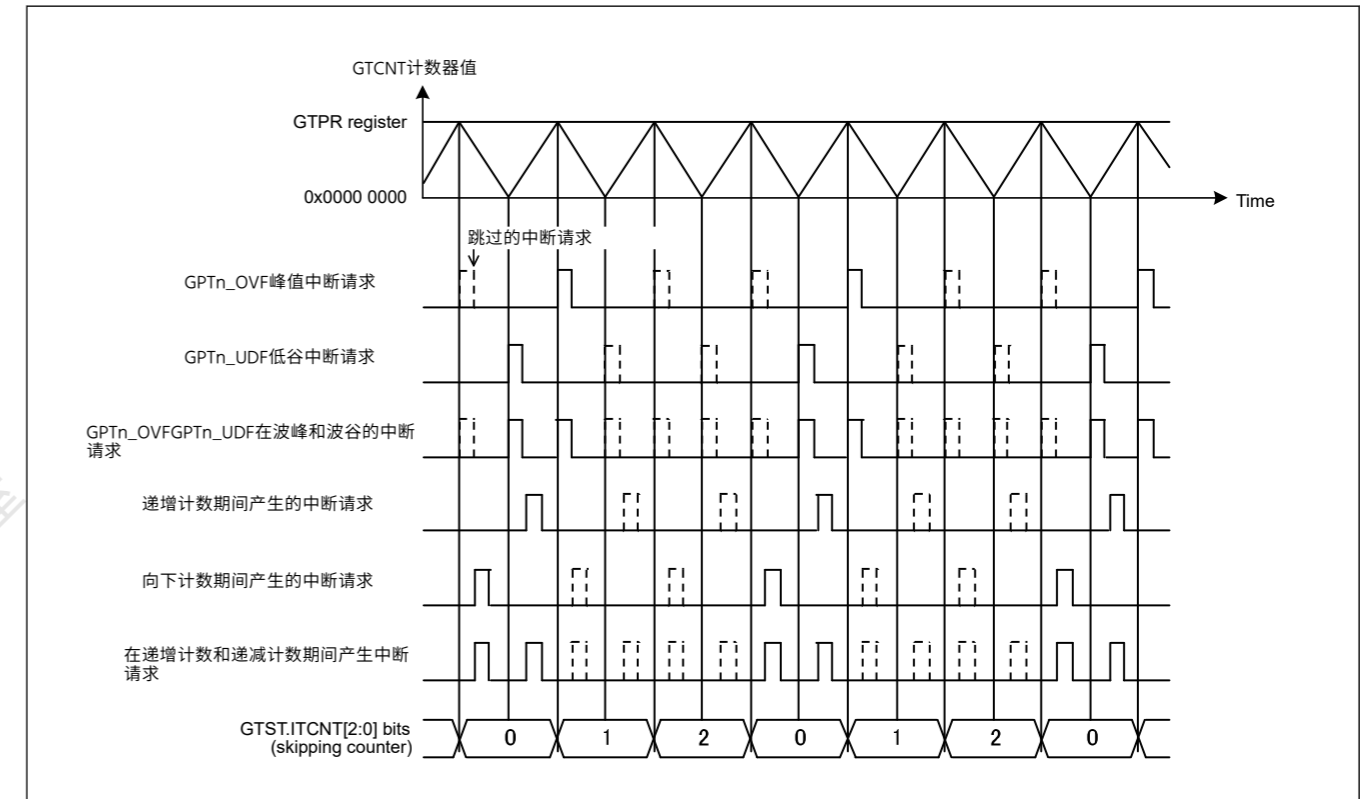 GTCNT计数器值
GTPR register
0x0000 0000
Time
跳过的中断请求
GPTn_OVF峰值中断请求
GPTn_UDF低谷中断请求
GPTn_OVFGPTn_UDF在波峰和波谷的中断
请求
递增计数期间产生的中断请求
向下计数期间产生的中断请求
在递增计数和递减计数期间产生中断
请求
GTST.ITCNT[2:0] bits
(skipping counter)
0 1 2 0 1 2 0